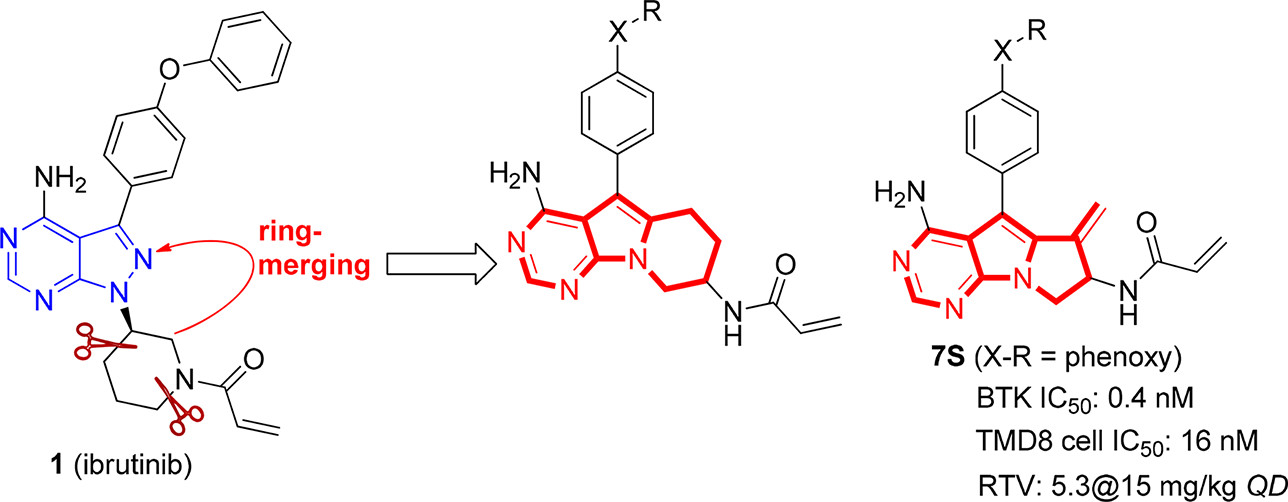 O
NH₂
N
N
N
N
N
O
1 (ibrutinib)
ring-
merging
R
X
H₂N
N
N
N
N
H
O
R
X
H₂N
N
N
N
N
H
O
7S (X-R = phenoxy)
BTK IC₅₀: 0.4 nM
TMD8 cell IC₅₀: 16 nM
RTV: 5.3@15 mg/kg QD